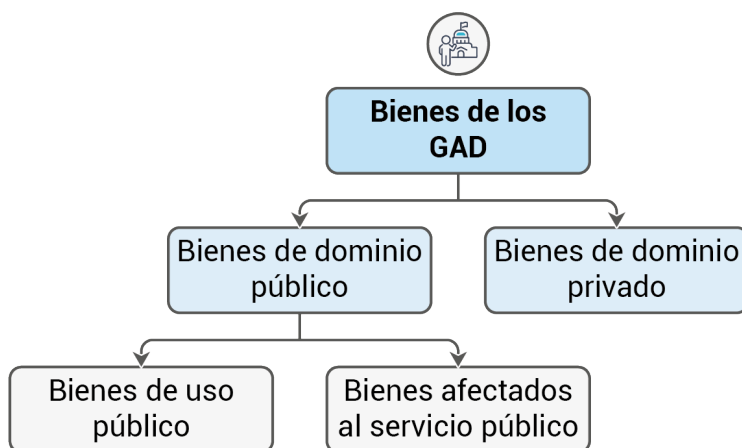 Bienes de los
GAD
Bienes de dominio
público
Bienes de dominio
privado
Bienes de uso
público
Bienes afectados
al servicio público